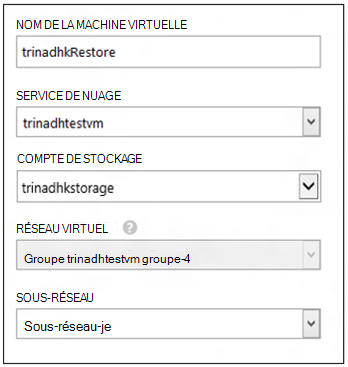 NOM DE LA MACHINE VIRTUELLE
trinadhkRestore
SERVICE DE NUAGE
trinadhtestvm
COMPTE DE STOCKAGE
trinadhkstorage
RÉSEAU VIRTUEL ?
Groupe trinadhtestvm groupe-4
SOUS-RÉSEAU
Sous-réseau-je